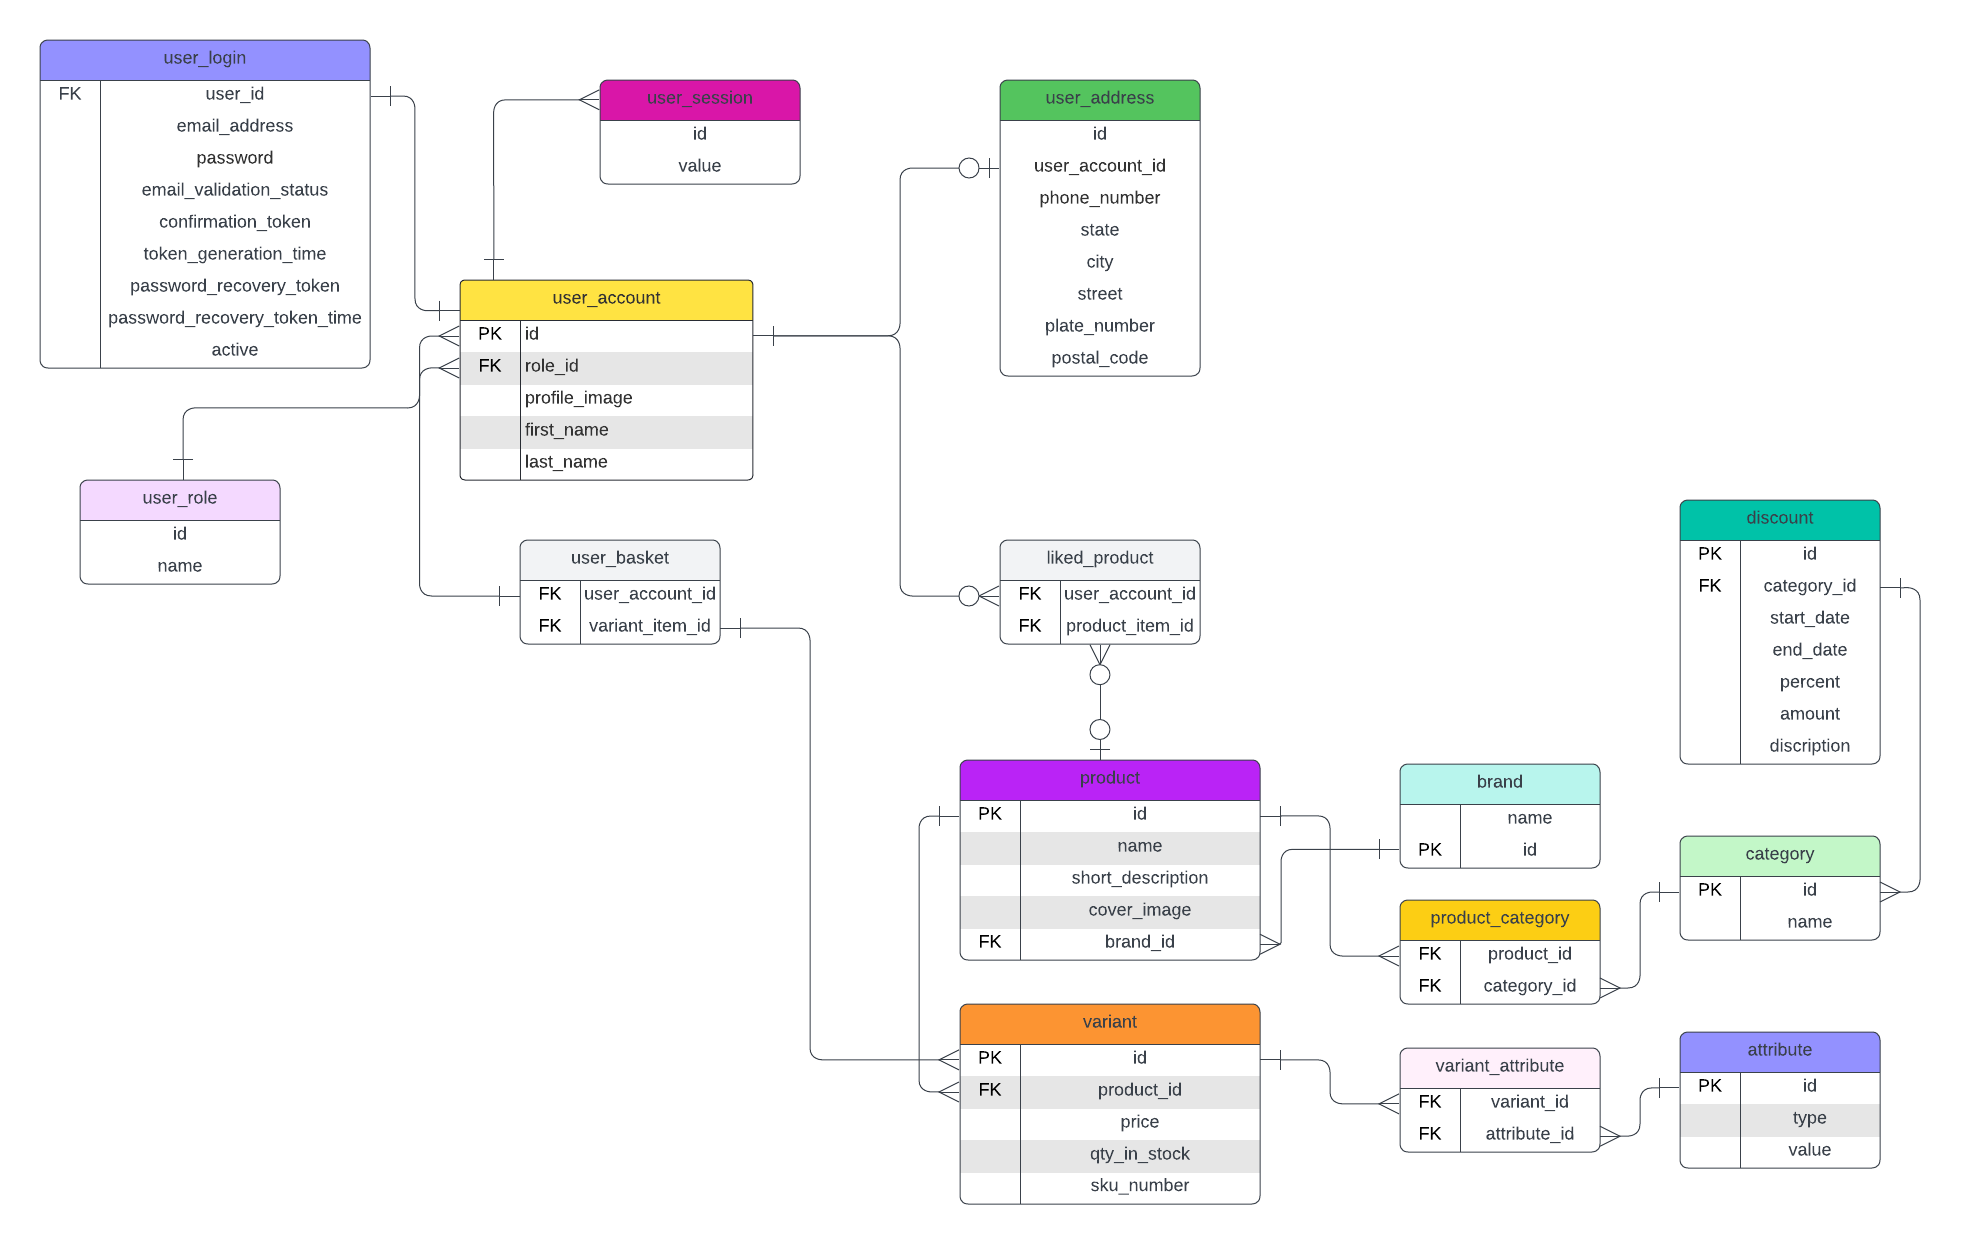 user_login
FK user_id
email_address
password
email_validation_status
confirmation_token
token_generation_time
password_recovery_token
password_recovery_token_time
active
user_session
id
value
user_address
id
user_account_id
phone_number
state
city
street
plate_number
postal_code
user_account
PK id
FK role_id
profile_image
first_name
last_name
user_role
id
name
user_basket
FK user_account_id
FK variant_item_id
liked_product
FK user_account_id
FK product_item_id
discount
PK id
FK category_id
start_date
end_date
percent
amount
discription
product
PK id
name
short_description
cover_image
FK brand_id
brand
name
PK id
category
PK id
name
product_category
FK product_id
FK category_id
variant
PK id
FK product_id
price
qty_in_stock
sku_number
variant_attribute
FK variant_id
FK attribute_id
attribute
PK id
type
value